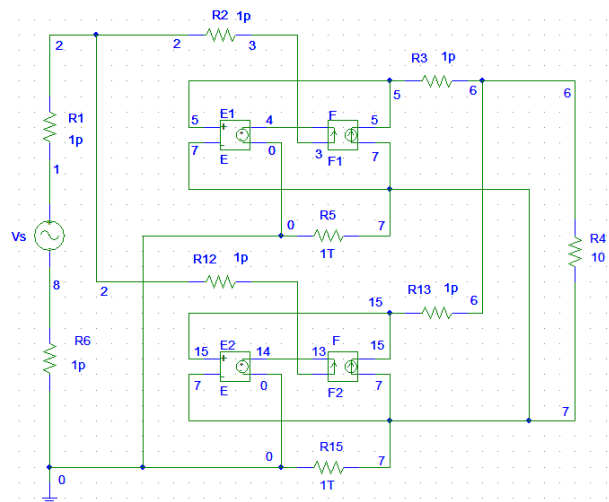 R2 1p
2 2 3
R3 1p
5 6 6
R1
1p
E1 F
5 4 5
7 0 3 7
E F1
1
0 R5 7
1T
Vs
R4
10
8
R12 1p
2
R13 1p
15 6
E2 F
15 14 13 15
7 0 7
E F2
R6
1p
7
0 R15 7
1T
0